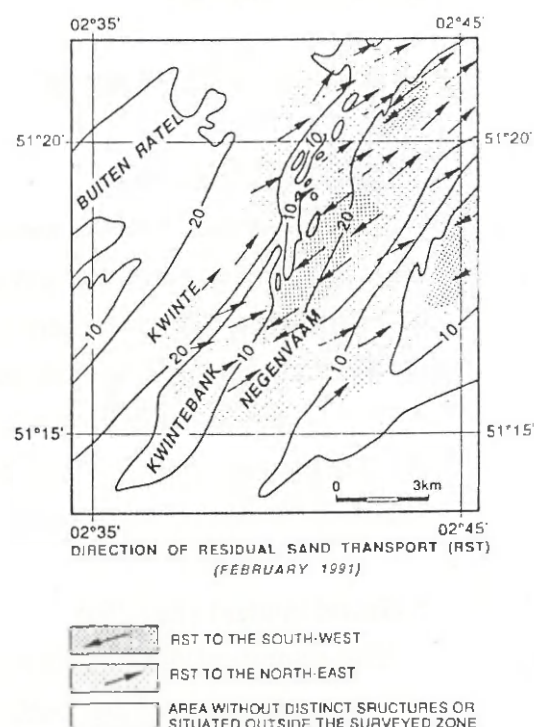 02°35'
02°45'
51°20'
51°20'
BUITEN RATEL
10
20
10
20
KWINTE
10
20
10
KWINTEBANK
NEGENVAAM
10
10
51°15'
51°15'
0 3km
02°35'
02°45'
DIRECTION OF RESIDUAL SAND TRANSPORT (RST)
(FEBRUARY 1991)
RST TO THE SOUTH-WEST
RST TO THE NORTH-EAST
AREA WITHOUT DISTINCT SRUCTURES OR
SITUATED OUTSIDE THE SURVEYED ZONE